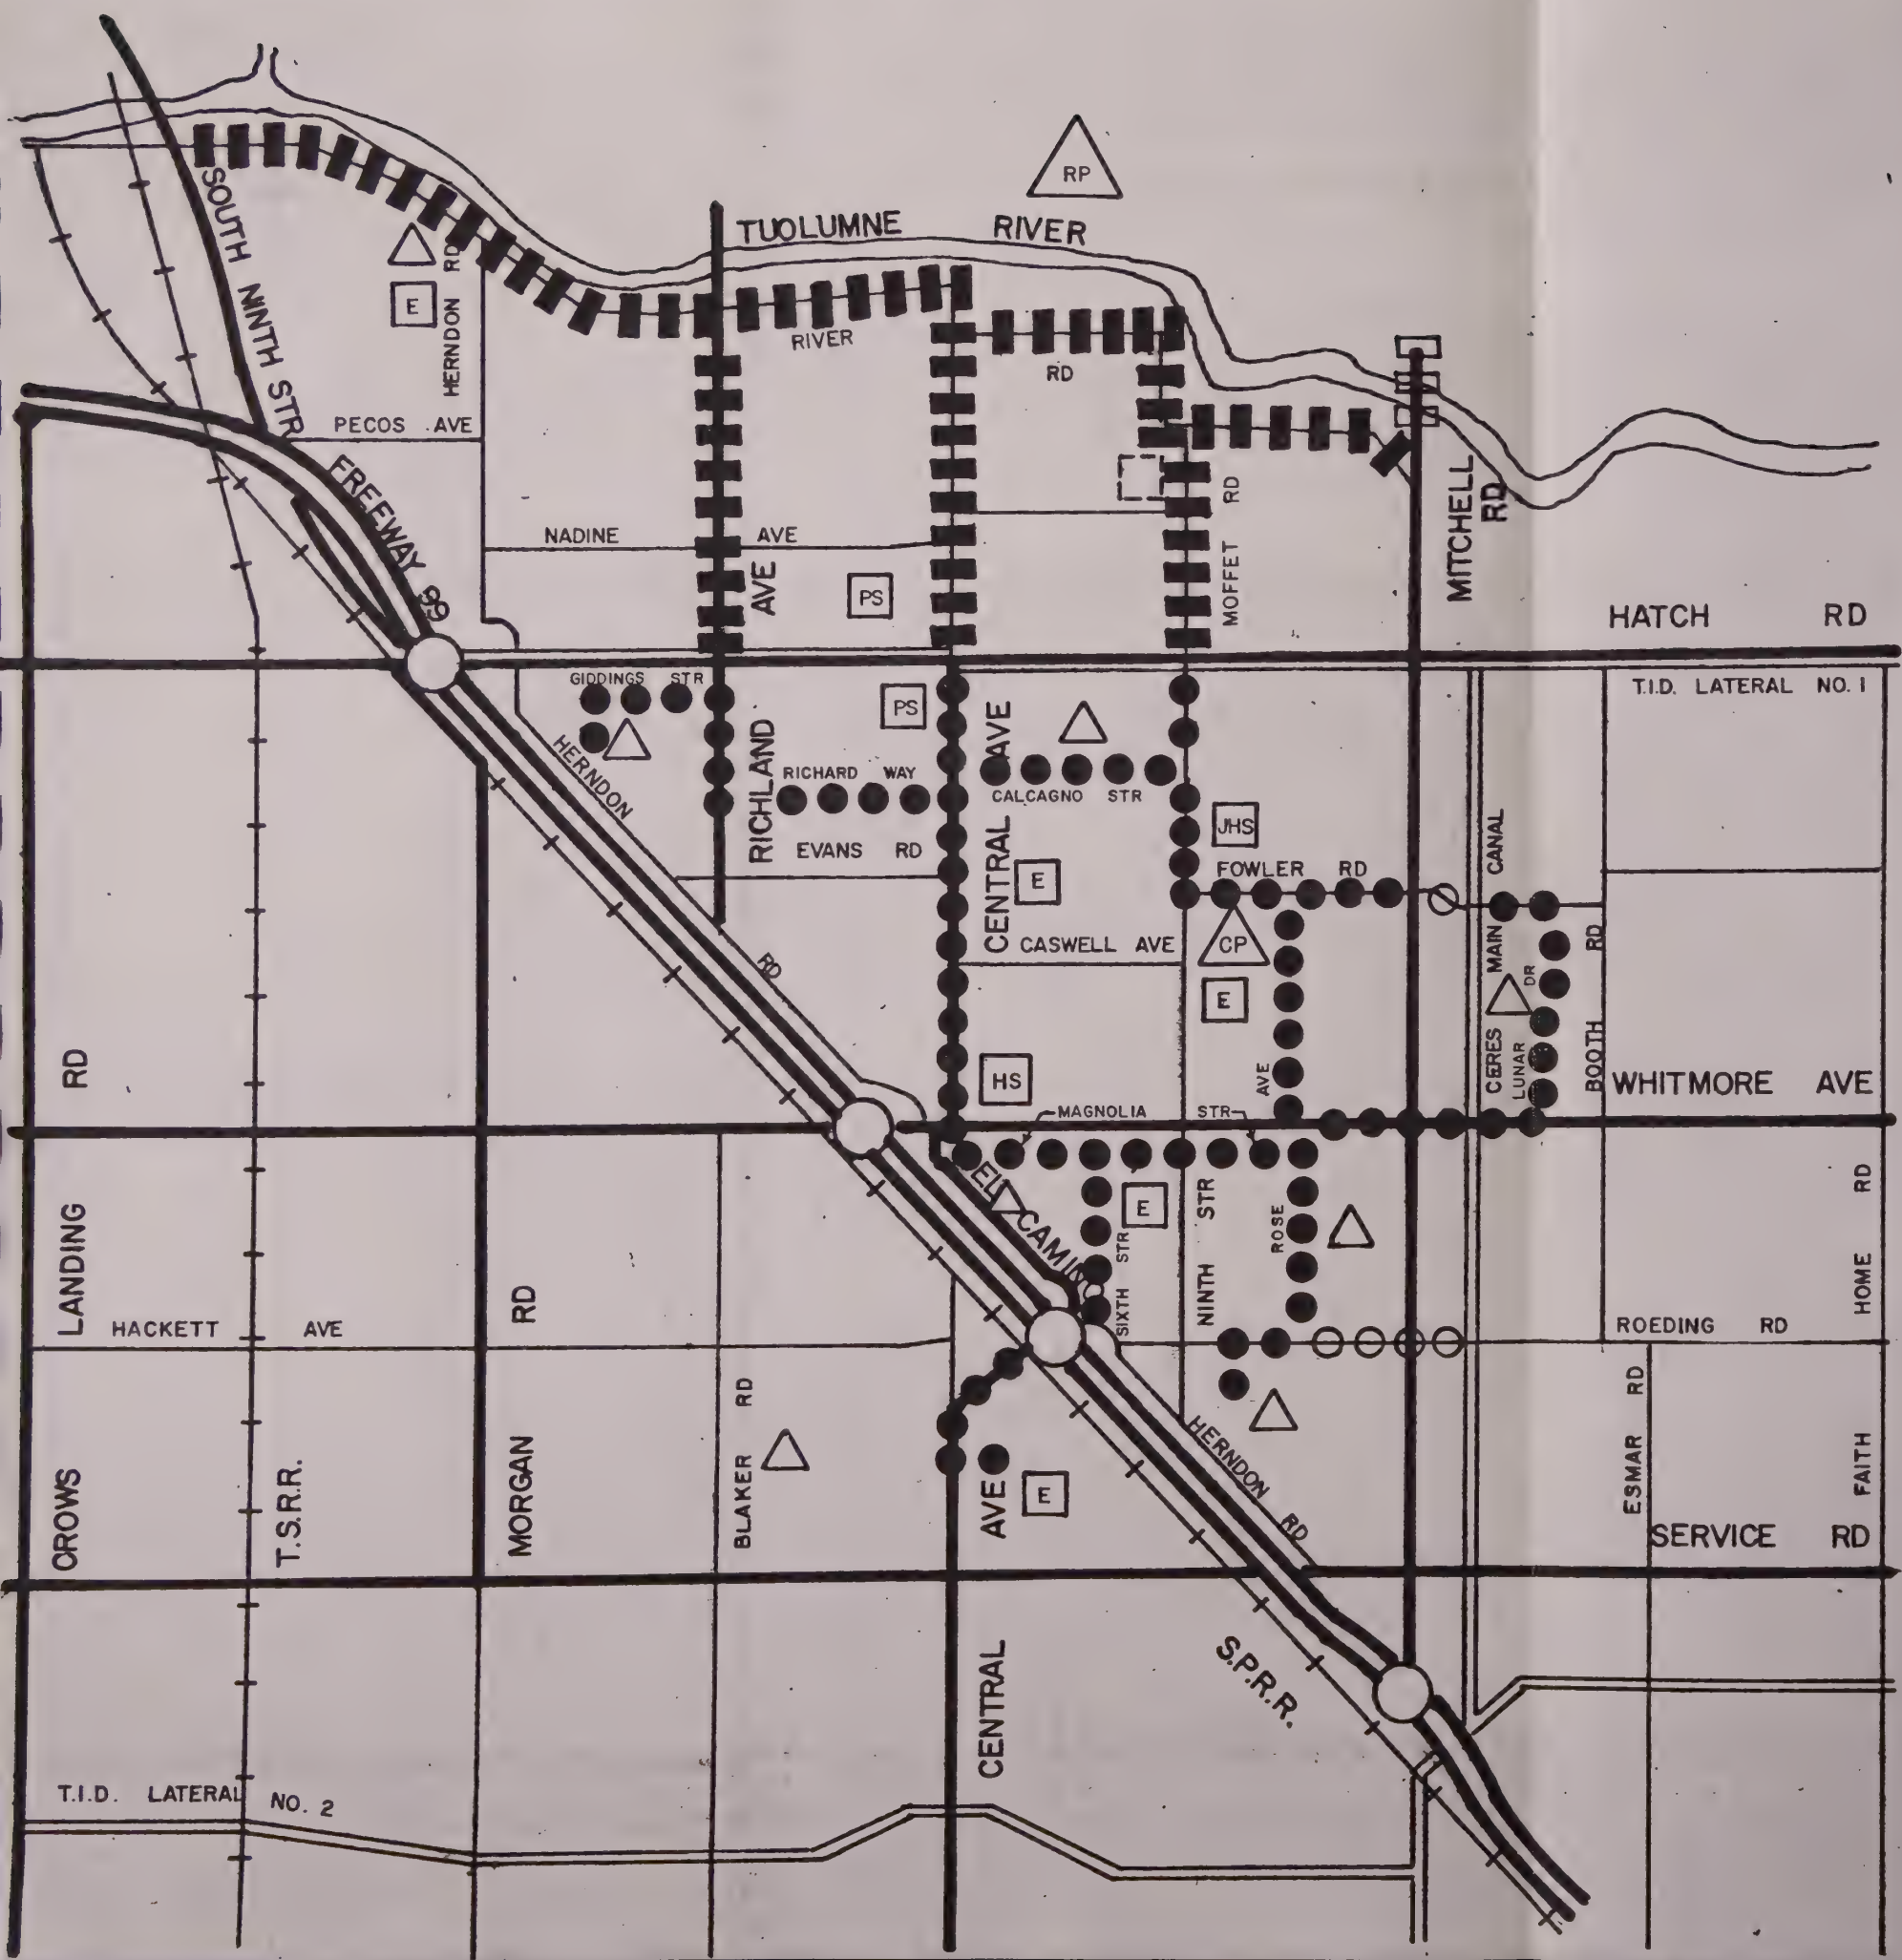 RP
TUOLUMNE RIVER
SOUTH NINTH STR
E
HERNDON RD
RIVER
RD
PECOS AVE
FREEWAY 99
MITCHELL
RD
RD
MOFFET
NADINE AVE
AVE
PS
HATCH RD
GIDDINGS STR
PS
T.I.D. LATERAL NO. 1
HERNDON
RD
RICHLAND
CENTRAL AVE
RICHARD WAY
CALCAGNO STR
JHS
EVANS RD
E
FOWLER RD
CASWELL AVE
CP
E
CERES MAIN CANAL
LUNAR DR
BOOTH RD
RD
HS
AVE
WHITMORE AVE
MAGNOLIA STR
EL CAMINO
E
SIXTH STR
NINTH STR
ROSE
HOME RD
CROWS LANDING
HACKETT AVE
RD
ROEDING RD
T.S.R.R.
MORGAN
BLAKER RD
AVE
E
HERNDON RD
ESMAR RD
FAITH
SERVICE RD
CENTRAL
S.P.R.R.
T.I.D. LATERAL NO. 2